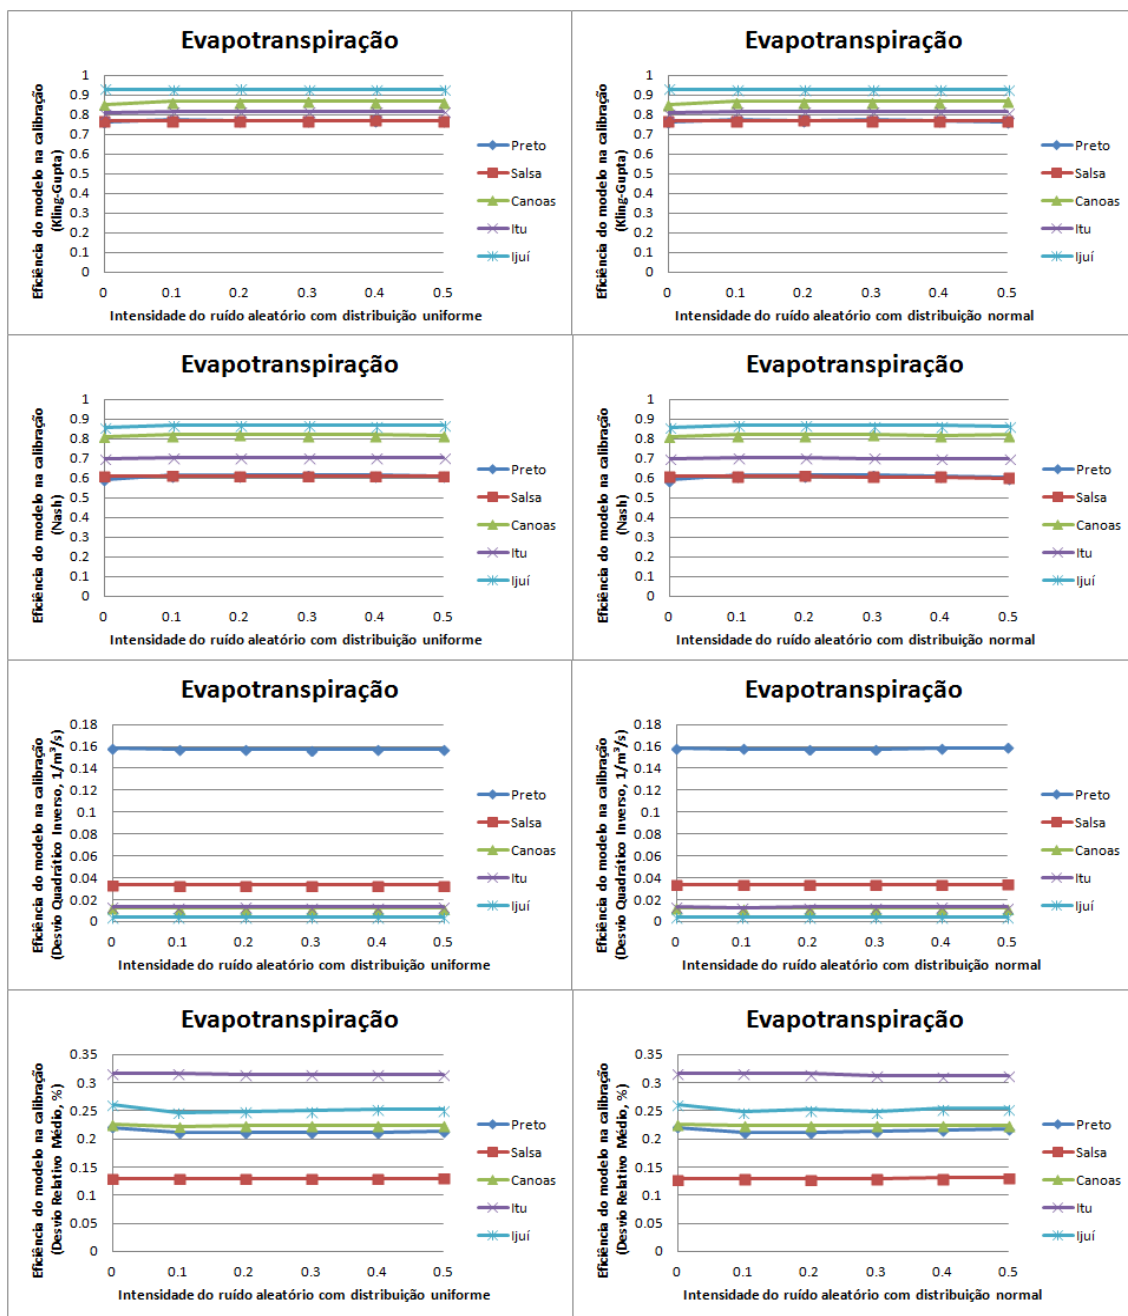 Evapotranspiração
Eficiência do modelo na calibração
(Kling-Gupta)
1
0.9
0.8
0.7
0.6
0.5
0.4
0.3
0.2
0.1
0
0 0.1 0.2 0.3 0.4 0.5
Intensidade do ruído aleatório com distribuição uniforme
Preto
Salsa
Canoas
Itu
Ijuí
Evapotranspiração
Eficiência do modelo na calibração
(Kling-Gupta)
1
0.9
0.8
0.7
0.6
0.5
0.4
0.3
0.2
0.1
0
0 0.1 0.2 0.3 0.4 0.5
Intensidade do ruído aleatório com distribuição normal
Preto
Salsa
Canoas
Itu
Ijuí
Evapotranspiração
Eficiência do modelo na calibração
(Nash)
1
0.9
0.8
0.7
0.6
0.5
0.4
0.3
0.2
0.1
0
0 0.1 0.2 0.3 0.4 0.5
Intensidade do ruído aleatório com distribuição uniforme
Preto
Salsa
Canoas
Itu
Ijuí
Evapotranspiração
Eficiência do modelo na calibração
(Nash)
1
0.9
0.8
0.7
0.6
0.5
0.4
0.3
0.2
0.1
0
0 0.1 0.2 0.3 0.4 0.5
Intensidade do ruído aleatório com distribuição normal
Preto
Salsa
Canoas
Itu
Ijuí
Evapotranspiração
Eficiência do modelo na calibração
(Desvio Quadrático Inverso, 1/m³/s)
0.18
0.16
0.14
0.12
0.1
0.08
0.06
0.04
0.02
0
0 0.1 0.2 0.3 0.4 0.5
Intensidade do ruído aleatório com distribuição uniforme
Preto
Salsa
Canoas
Itu
Ijuí
Evapotranspiração
Eficiência do modelo na calibração
(Desvio Quadrático Inverso, 1/m³/s)
0.18
0.16
0.14
0.12
0.1
0.08
0.06
0.04
0.02
0
0 0.1 0.2 0.3 0.4 0.5
Intensidade do ruído aleatório com distribuição normal
Preto
Salsa
Canoas
Itu
Ijuí
Evapotranspiração
Eficiência do modelo na calibração
(Desvio Relativo Médio, %)
0.35
0.3
0.25
0.2
0.15
0.1
0.05
0
0 0.1 0.2 0.3 0.4 0.5
Intensidade do ruído aleatório com distribuição uniforme
Preto
Salsa
Canoas
Itu
Ijuí
Evapotranspiração
Eficiência do modelo na calibração
(Desvio Relativo Médio, %)
0.35
0.3
0.25
0.2
0.15
0.1
0.05
0
0 0.1 0.2 0.3 0.4 0.5
Intensidade do ruído aleatório com distribuição normal
Preto
Salsa
Canoas
Itu
Ijuí